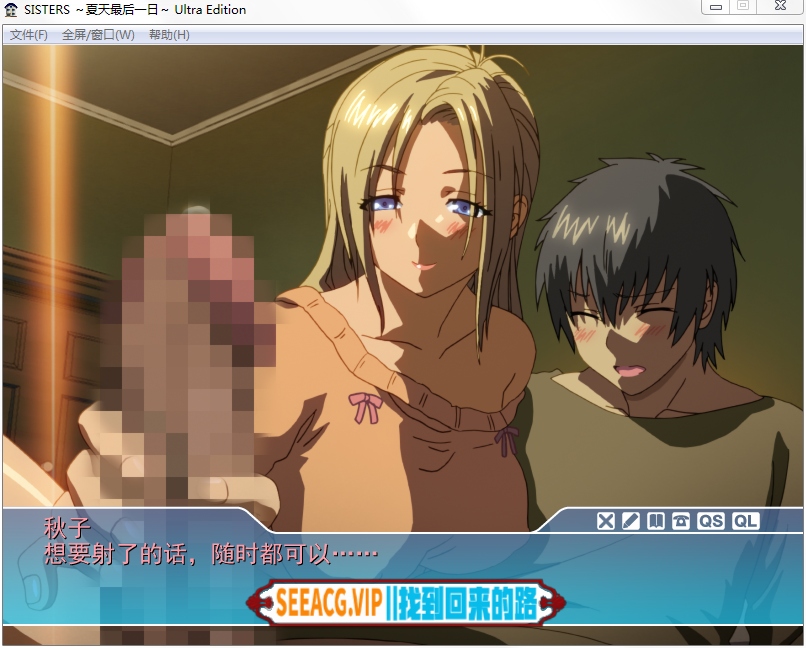 SISTERS ~夏天最后一日~ Ultra Edition
文件(F) 全屏/窗口(W) 帮助(H)
QS QL
秋子
想要射了的话，随时都可以……
SEEACG.VIP||找到回来的路